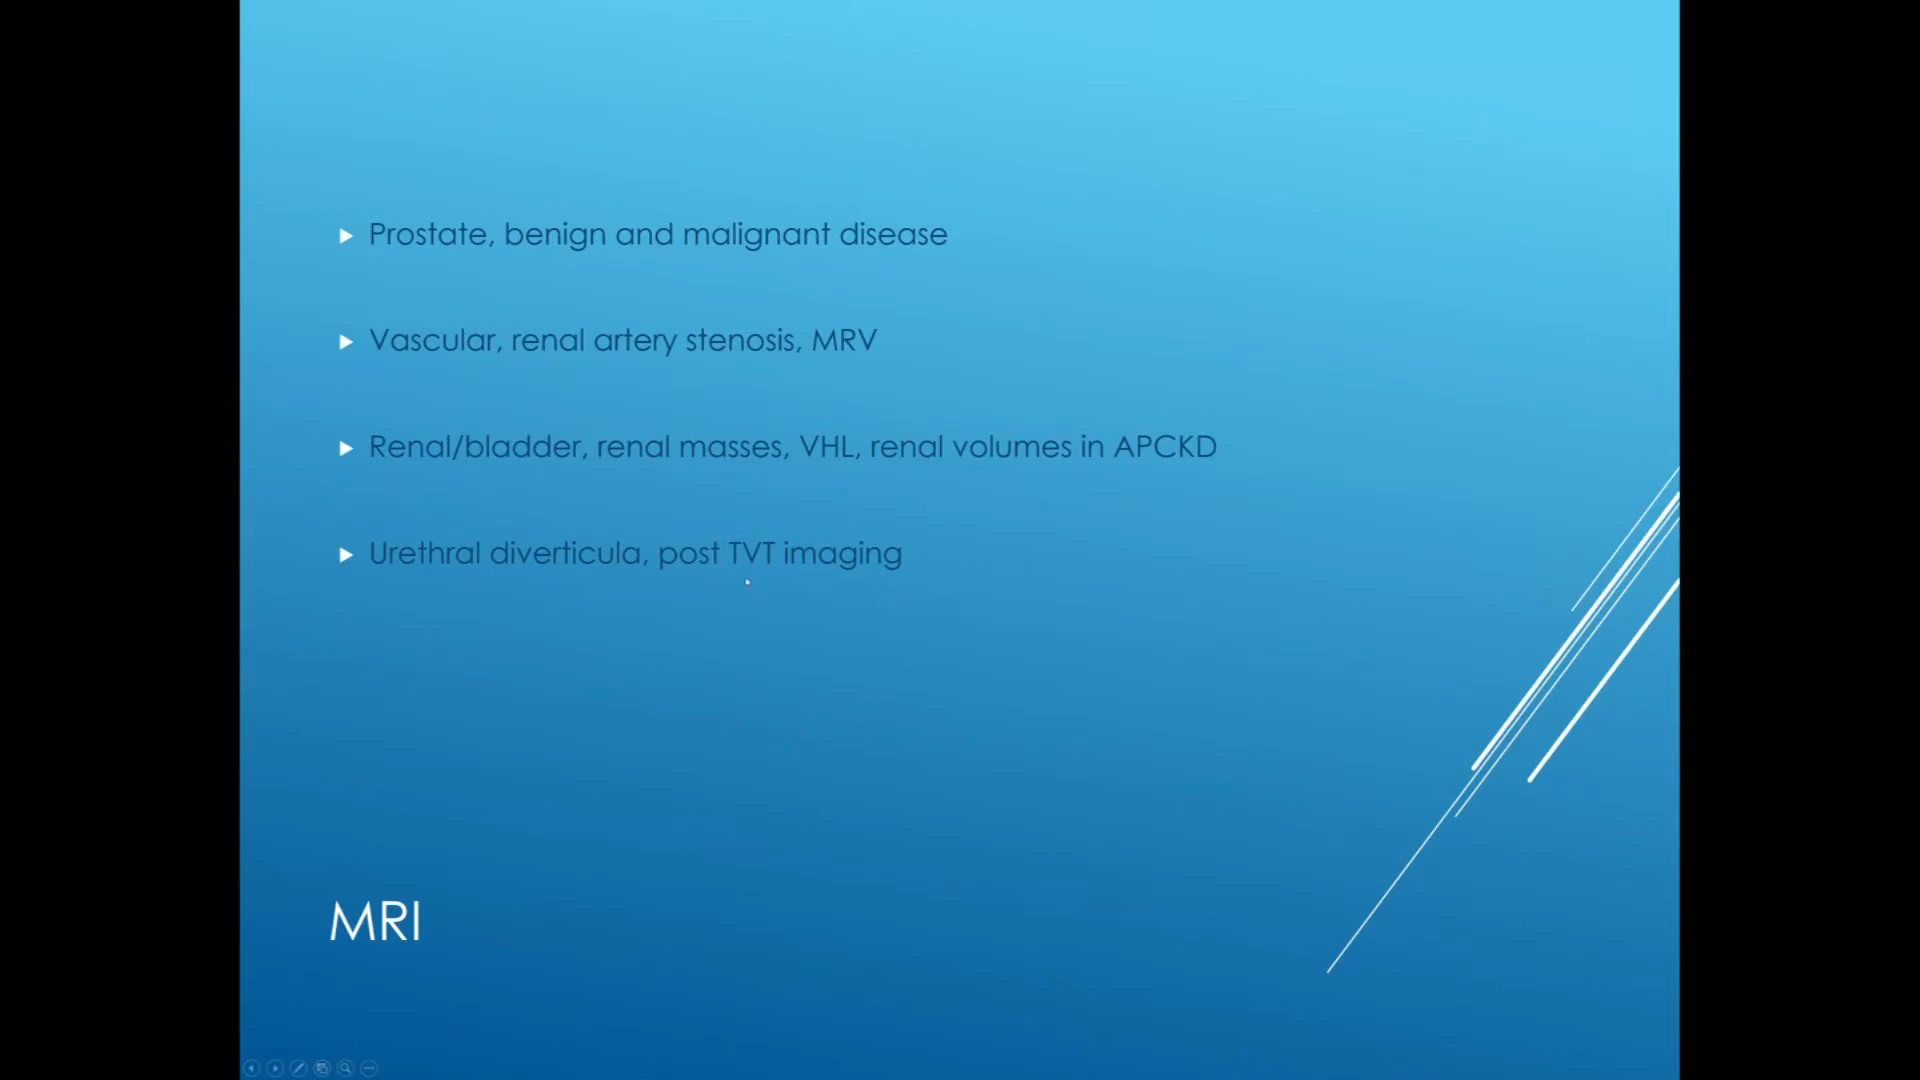 Prostate, benign and malignant disease
Vascular, renal artery stenosis, MRV
Renal/bladder, renal masses, VHL, renal volumes in APCKD
Urethral diverticula, post TVT imaging
MRI